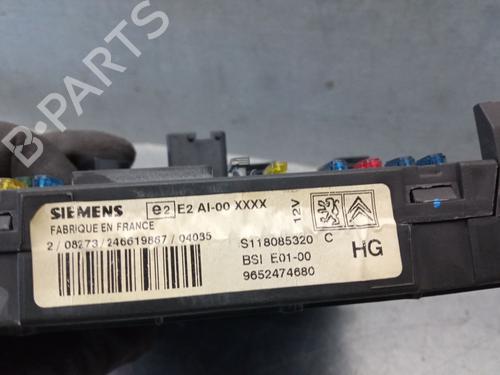 B-PARTS
SIEMENS e2 E2 AI-00 XXXX
FABRIQUE EN FRANCE
2 / 08273 / 246619887 / 04035
12V
S118085320 C
BSI E01-00
9652474680
HG